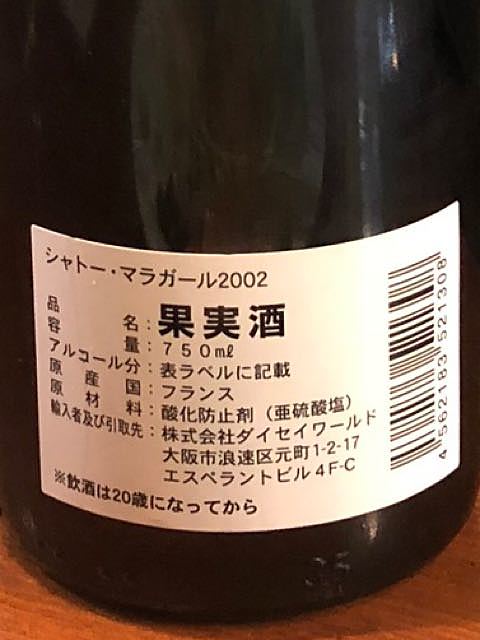 シャトー・マラガール2002
品名：果実酒
容量：750mℓ
アルコール分：表ラベルに記載
原産国：フランス
原材料：酸化防止剤（亜硫酸塩）
輸入者及び引取先：株式会社ダイセイワールド
大阪市浪速区元町1-2-17
エスペラントビル4F-C
※飲酒は20歳になってから
4 562183 521308